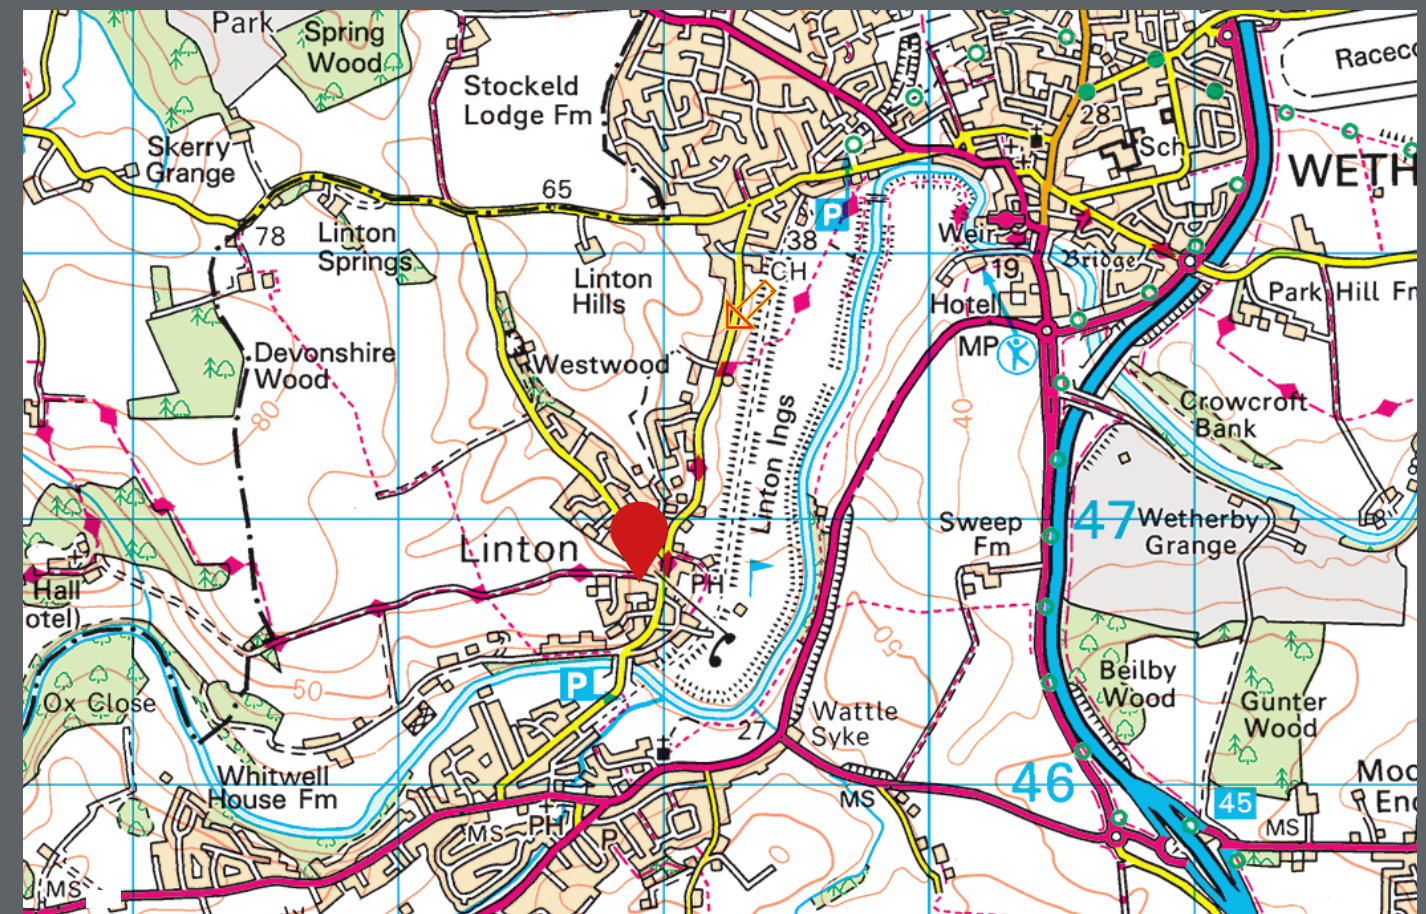 Park
Spring
Wood
Stockeld
Lodge Fm
Skerry
Grange
28
Sch
Racec
WETH
65
P
78
Linton
Springs
38
Weir
CH
19
Bridge
Linton
Hills
Hotel
Park Hill Fm
MP
Devonshire
Wood
Westwood
80
40
Crowcroft
Bank
Linton Ings
47
Sweep
Fm
Wetherby
Grange
Linton
PH
Hall
otel)
50
50
Ox Close
P
Beilby
Wood
Gunter
Wood
Wattle
Syke
27
Whitwell
House Fm
46
45
Moo
End
MS
MS
MS
PH
P
MS